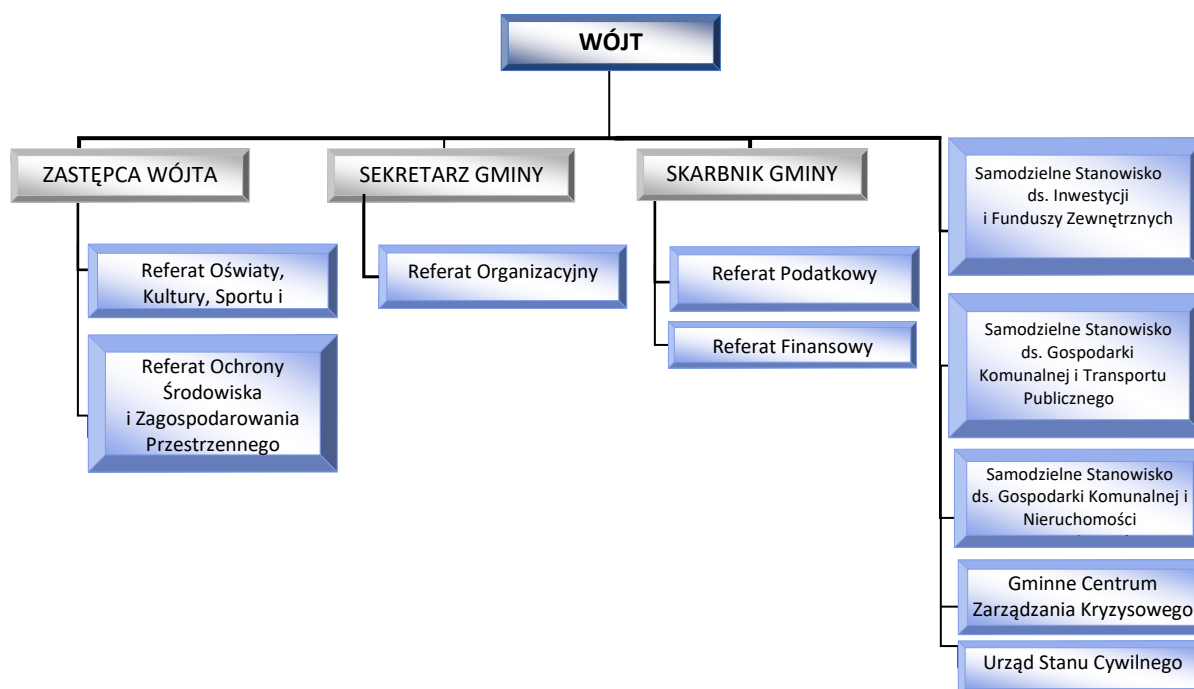 WÓJT
ZASTĘPCA WÓJTA
SEKRETARZ GMINY
SKARBNIK GMINY
Referat Oświaty,
Kultury, Sportu i
Referat Ochrony
Środowiska
i Zagospodarowania
Przestrzennego
Referat Organizacyjny
Referat Podatkowy
Referat Finansowy
Samodzielne Stanowisko
ds. Inwestycji
i Funduszy Zewnętrznych
Samodzielne Stanowisko
ds. Gospodarki
Komunalnej i Transportu
Publicznego
Samodzielne Stanowisko
ds. Gospodarki Komunalnej i
Nieruchomości
Gminne Centrum
Zarządzania Kryzysowego
Urząd Stanu Cywilnego